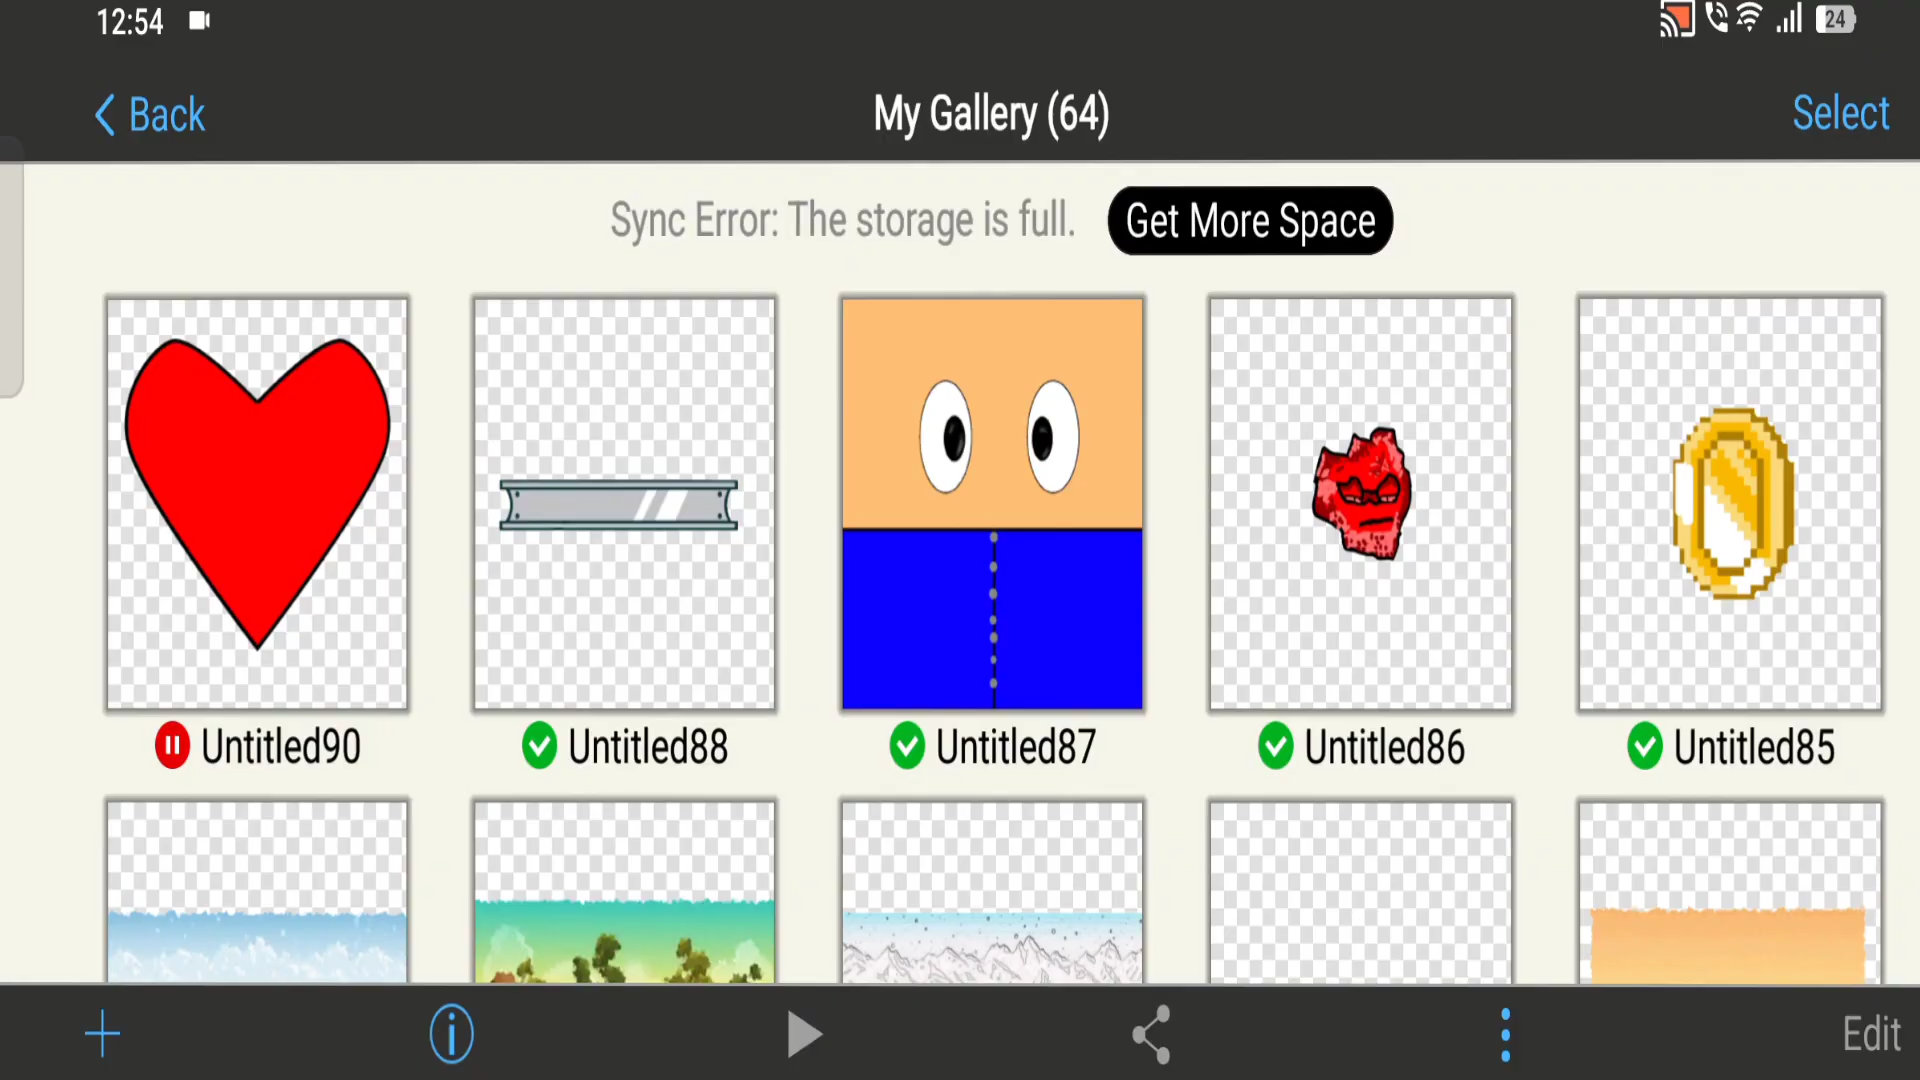 12:54
24
Back
My Gallery (64)
Select
Sync Error: The storage is full.
Get More Space
Untitled90
Untitled88
Untitled87
Untitled86
Untitled85
Edit